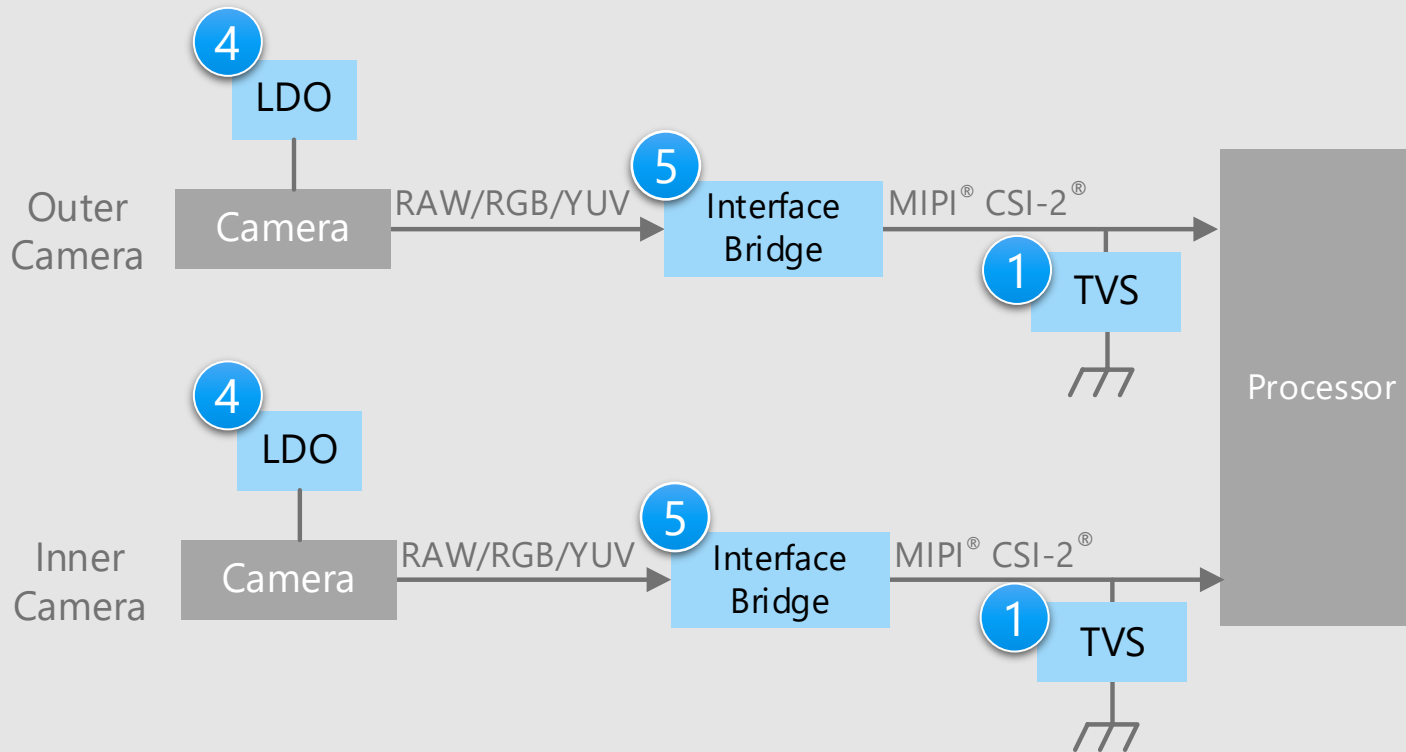 4
LDO
Outer
Camera
Camera
RAW/RGB/YUV
5
Interface
Bridge
MIPI® CSI-2®
1
TVS
Processor
4
LDO
Inner
Camera
Camera
RAW/RGB/YUV
5
Interface
Bridge
MIPI® CSI-2®
1
TVS